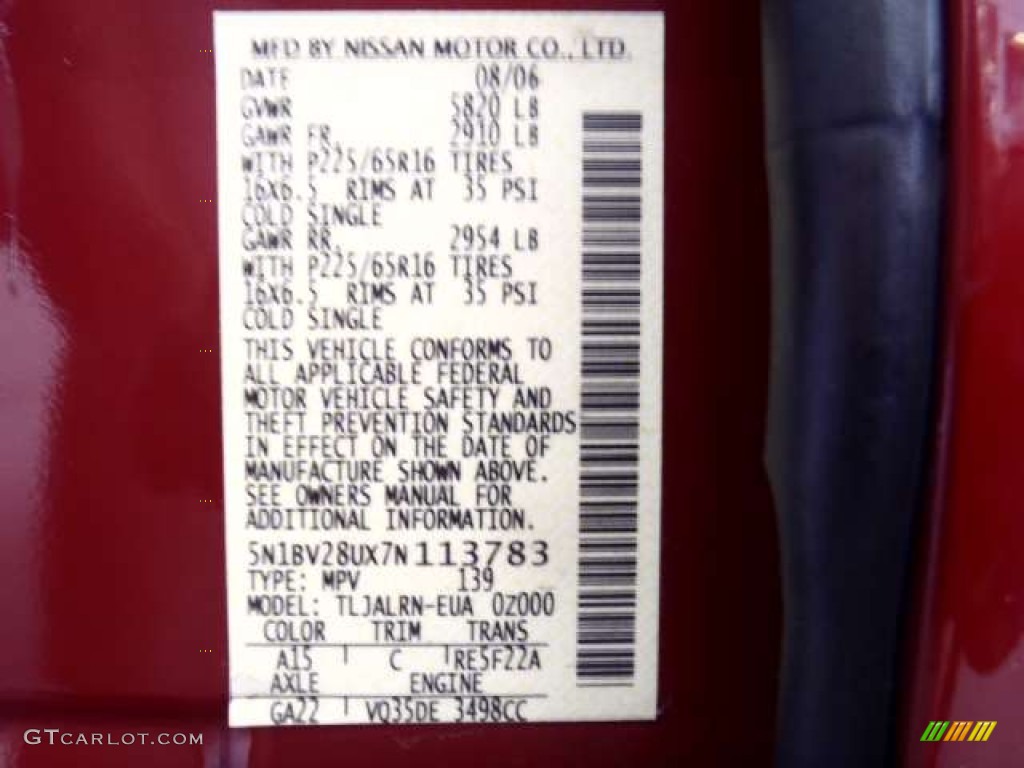 MFD BY NISSAN MOTOR CO., LTD.
DATE 08/06
GVWR 5820 LB
GAWR FR. 2910 LB
WITH P225/65R16 TIRES
16X6.5 RIMS AT 35 PSI
COLD SINGLE
GAWR RR. 2954 LB
WITH P225/65R16 TIRES
16X6.5 RIMS AT 35 PSI
COLD SINGLE
THIS VEHICLE CONFORMS TO
ALL APPLICABLE FEDERAL
MOTOR VEHICLE SAFETY AND
THEFT PREVENTION STANDARDS
IN EFFECT ON THE DATE OF
MANUFACTURE SHOWN ABOVE.
SEE OWNERS MANUAL FOR
ADDITIONAL INFORMATION.
5N1BV28UX7N113783
TYPE: MPV 139
MODEL: TLJALRN-EUA 0Z000
COLOR TRIM TRANS
A15 C RE5F22A
AXLE ENGINE
GA22 VQ35DE 3498CC
GTCARLOT.COM